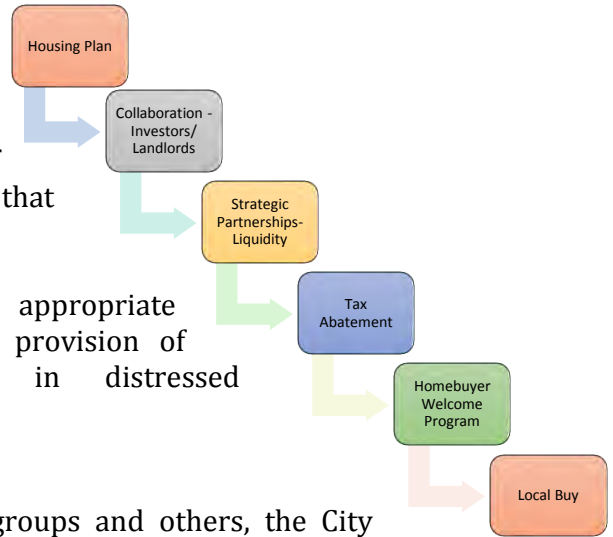 Housing Plan
Collaboration -
Investors/
Landlords
that
Strategic
Partnerships-
Liquidity
appropriate
provision of
in distressed
Tax
Abatement
Homebuyer
Welcome
Program
Local Buy
groups and others, the City